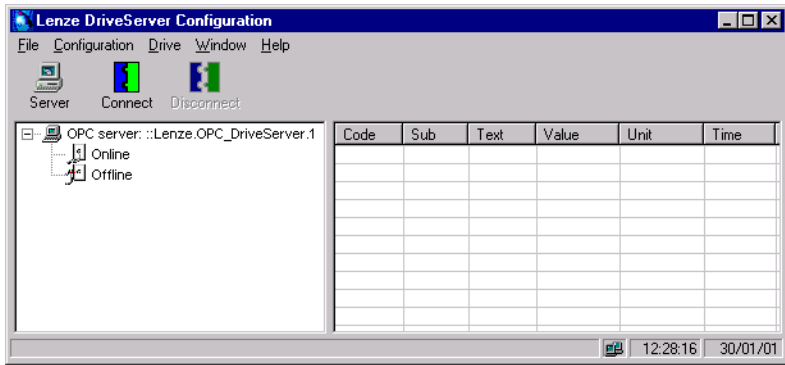 Lenze DriveServer Configuration
File Configuration Drive Window Help
Server Connect Disconnect
OPC server: ::Lenze.OPC_DriveServer.1
Online
Offline
Code Sub Text Value Unit Time
12:28:16 30/01/01